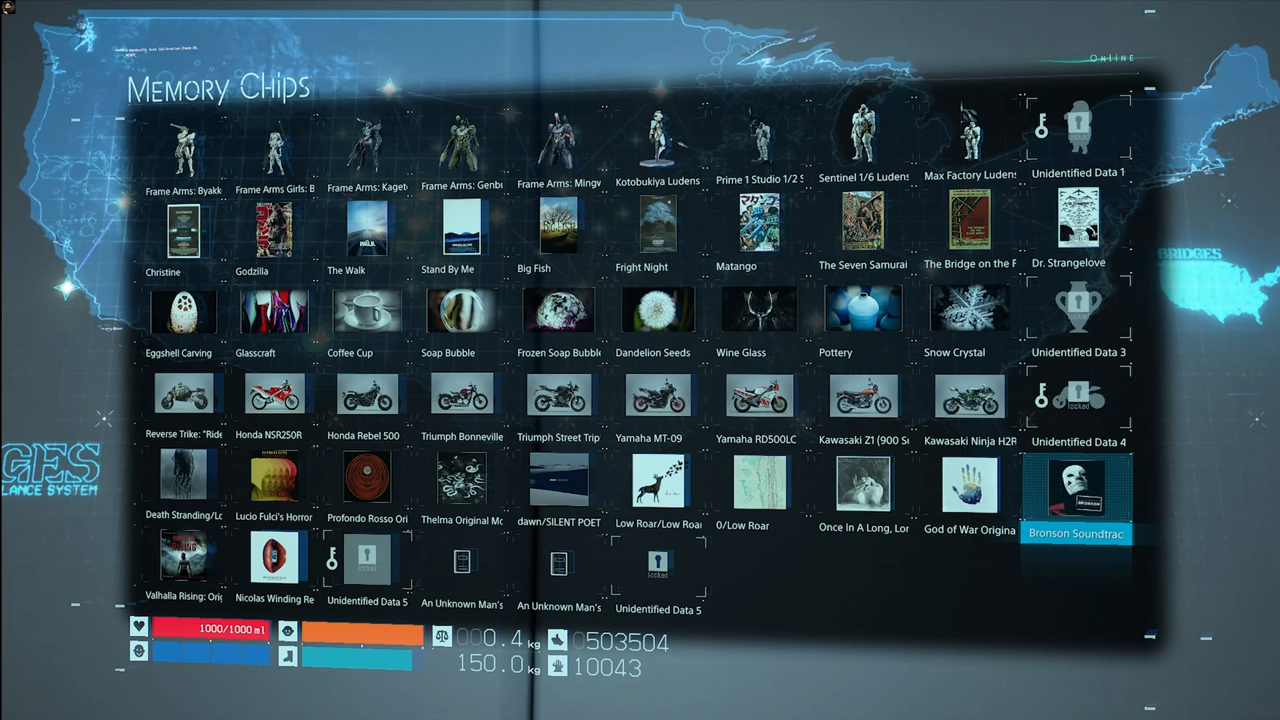 ONLINE
MEMORY CHIPS
Frame Arms: Byakk
Frame Arms Girls: B
Frame Arms: Kaget
Frame Arms: Genbu
Frame Arms: Mingw
Kotobukiya Ludens
Prime 1 Studio 1/2 S
Sentinel 1/6 Ludens
Max Factory Ludens
Unidentified Data 1
Christine
Godzilla
The Walk
Stand By Me
Big Fish
Fright Night
Matango
The Seven Samurai
The Bridge on the F
Dr. Strangelove
BRIDGES
Eggshell Carving
Glasscraft
Coffee Cup
Soap Bubble
Frozen Soap Bubble
Dandelion Seeds
Wine Glass
Pottery
Snow Crystal
Unidentified Data 3
locked
Reverse Trike: "Ride
Honda NSR250R
Honda Rebel 500
Triumph Bonneville
Triumph Street Trip
Yamaha MT-09
Yamaha RD500LC
Kawasaki Z1 (900 Su
Kawasaki Ninja H2R
Unidentified Data 4
GES
LANCE SYSTEM
BRONSON
Death Stranding/Lo
Lucio Fulci's Horror
Profondo Rosso Ori
Thelma Original Mo
dawn/SILENT POET
Low Roar/Low Roar
0/Low Roar
Once In A Long, Lon
God of War Origina
Bronson Soundtrac
locked
locked
Valhalla Rising: Orig
Nicolas Winding Re
Unidentified Data 5
An Unknown Man's
An Unknown Man's
Unidentified Data 5
1000/1000 ml
000.4 kg
0503504
150.0 kg
10043